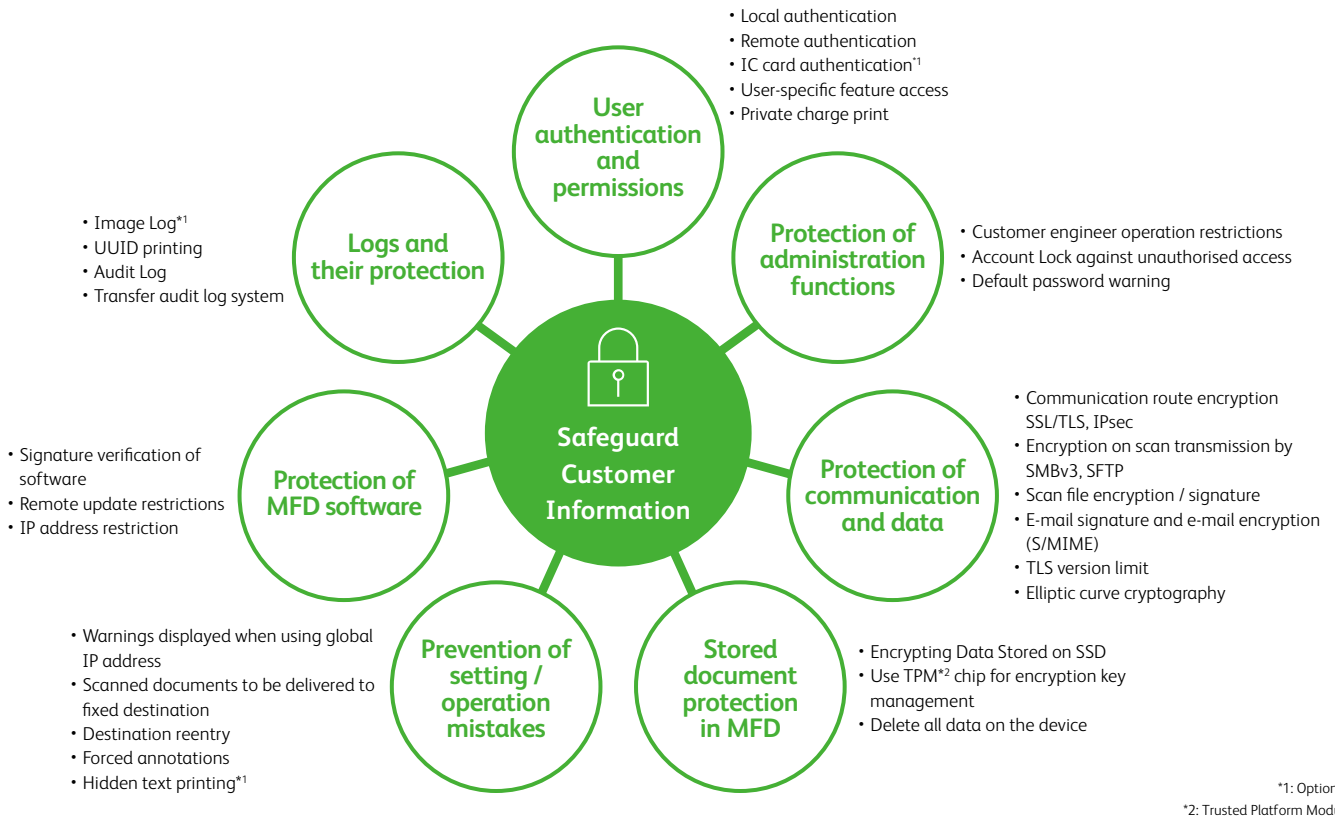 • Local authentication
• Remote authentication
• IC card authentication*1
• User-specific feature access
• Private charge print
User
authentication
and
permissions
• Image Log*1
• UUID printing
• Audit Log
• Transfer audit log system
Logs and
their protection
Protection of
administration
functions
• Customer engineer operation restrictions
• Account Lock against unauthorised access
• Default password warning
Safeguard
Customer
Information
• Signature verification of
software
• Remote update restrictions
• IP address restriction
Protection of
MFD software
Protection of
communication
and data
• Communication route encryption
SSL/TLS, IPsec
• Encryption on scan transmission by
SMBv3, SFTP
• Scan file encryption / signature
• E-mail signature and e-mail encryption
(S/MIME)
• TLS version limit
• Elliptic curve cryptography
• Warnings displayed when using global
IP address
• Scanned documents to be delivered to
fixed destination
• Destination reentry
• Forced annotations
• Hidden text printing*1
Prevention of
setting /
operation
mistakes
Stored
document
protection
in MFD
• Encrypting Data Stored on SSD
• Use TPM*2 chip for encryption key
management
• Delete all data on the device
*1: Option
*2: Trusted Platform